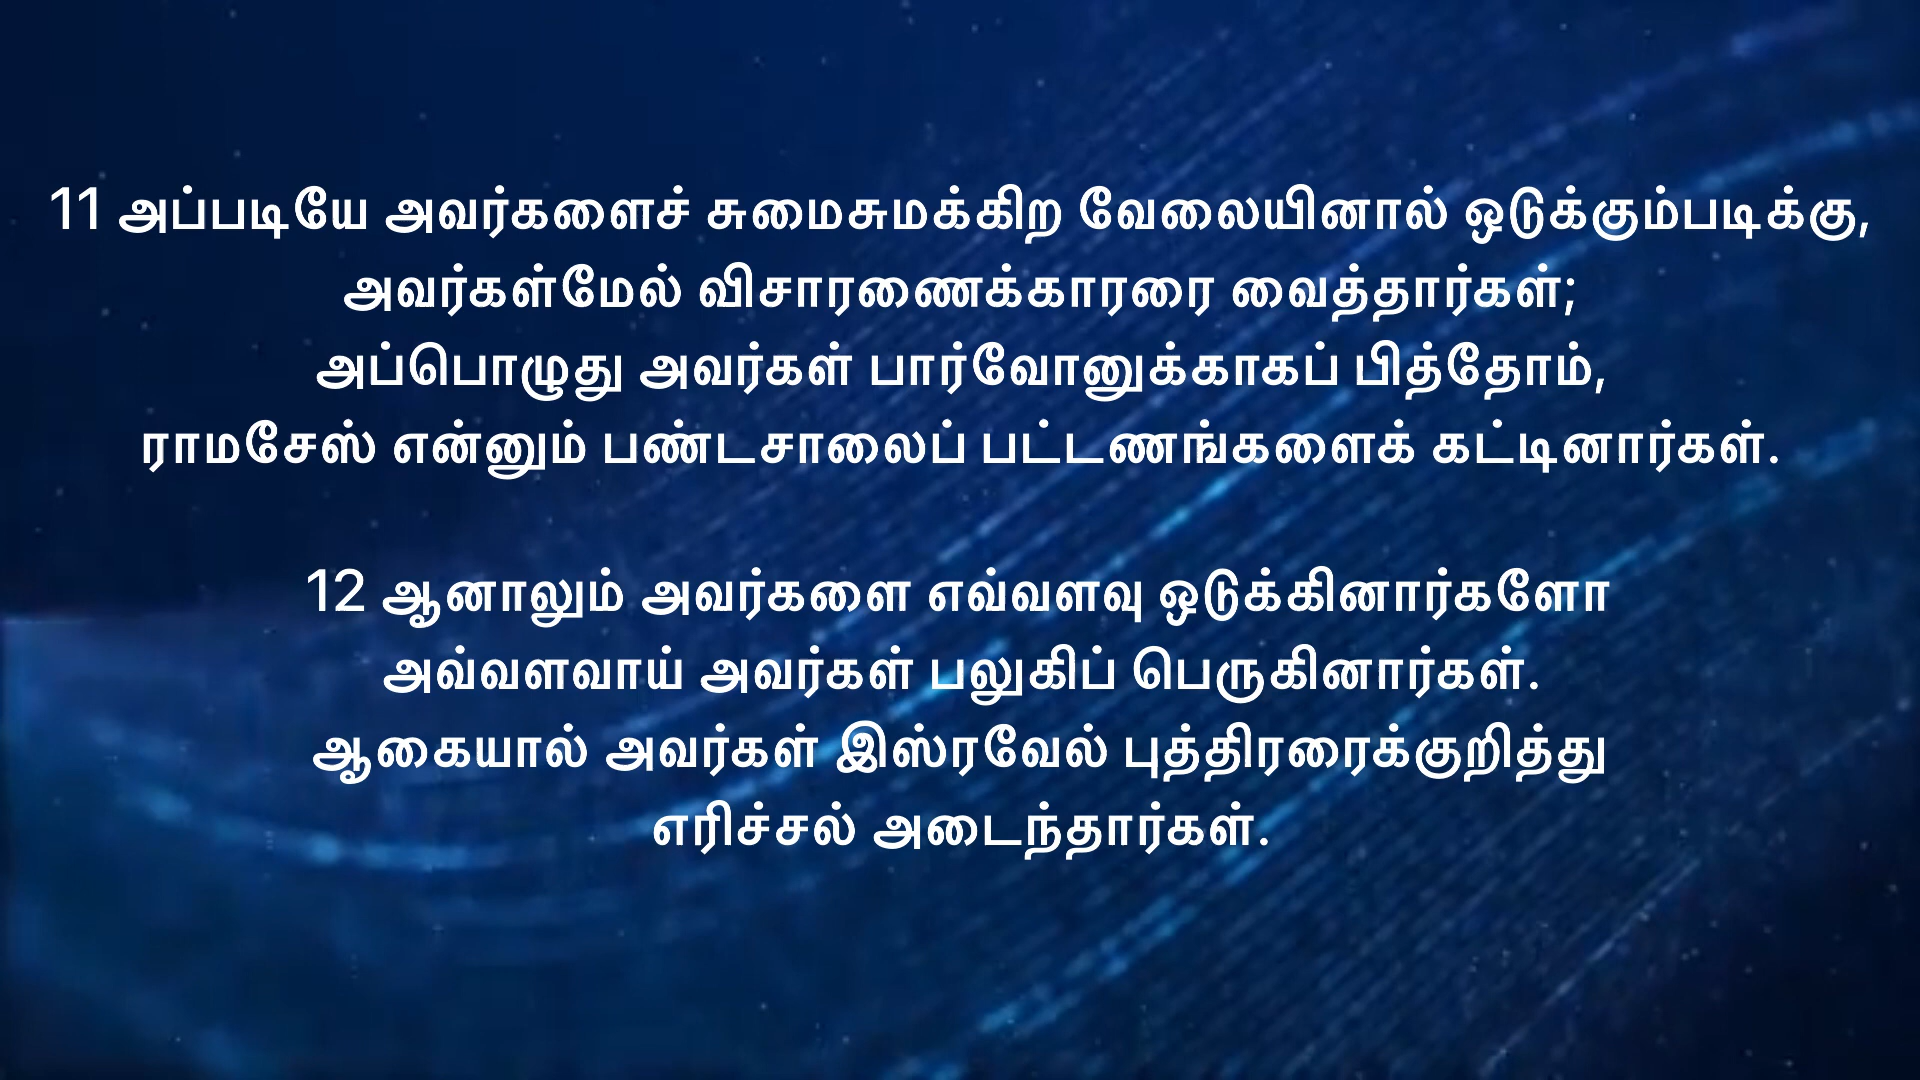 11 அப்படியே அவர்களைச் சுமைசுமக்கிற வேலையினால் ஒடுக்கும்படிக்கு,
அவர்கள்மேல் விசாரணைக்காரரை வைத்தார்கள்;
அப்பொழுது அவர்கள் பார்வோனுக்காகப் பித்தோம்,
ராமசேஸ் என்னும் பண்டசாலைப் பட்டணங்களைக் கட்டினார்கள்.
12 ஆனாலும் அவர்களை எவ்வளவு ஒடுக்கினார்களோ
அவ்வளவாய் அவர்கள் பலுகிப் பெருகினார்கள்.
ஆகையால் அவர்கள் இஸ்ரவேல் புத்திரரைக்குறித்து
எரிச்சல் அடைந்தார்கள்.